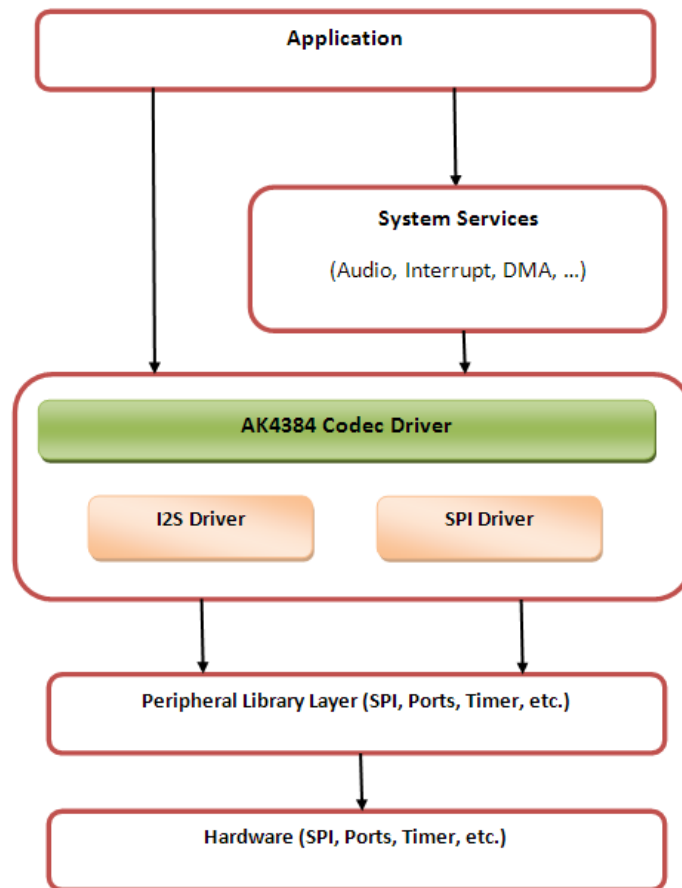 Application
System Services
(Audio, Interrupt, DMA, ...)
AK4384 Codec Driver
I2S Driver
SPI Driver
Peripheral Library Layer (SPI, Ports, Timer, etc.)
Hardware (SPI, Ports, Timer, etc.)